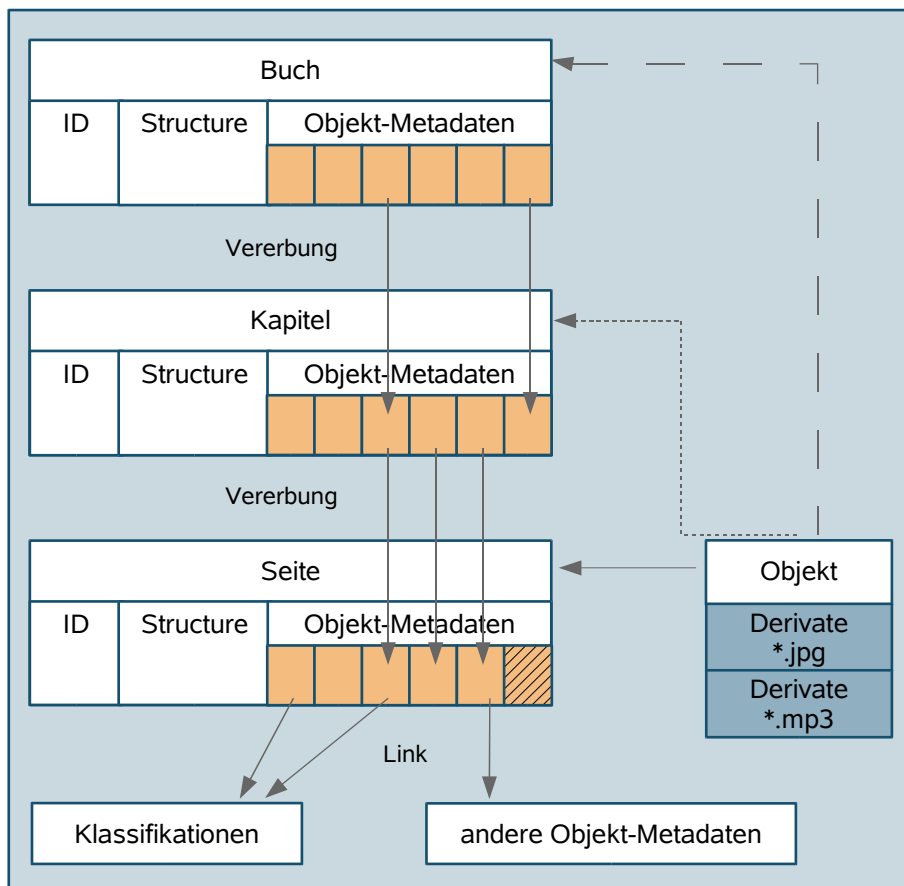 Buch
ID Structure Objekt-Metadaten
Vererbung
Kapitel
ID Structure Objekt-Metadaten
Vererbung
Seite
ID Structure Objekt-Metadaten
Objekt
Derivate
*.jpg
Derivate
*.mp3
Link
Klassifikationen
andere Objekt-Metadaten